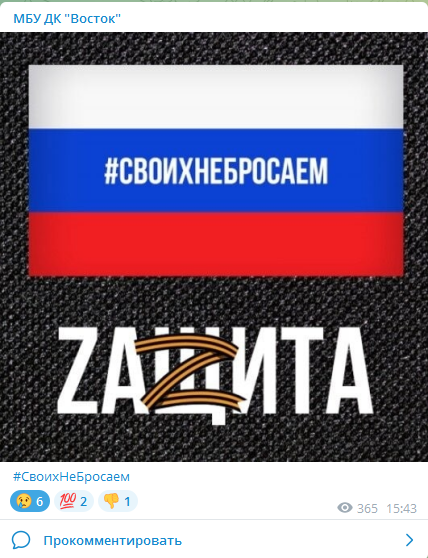 МБУ ДК "Восток"
#СВОИХНЕБРОСАЕМ
ZАЩИТА
#СвоихНеБросаем
6 2 1 365 15:43
Прокомментировать